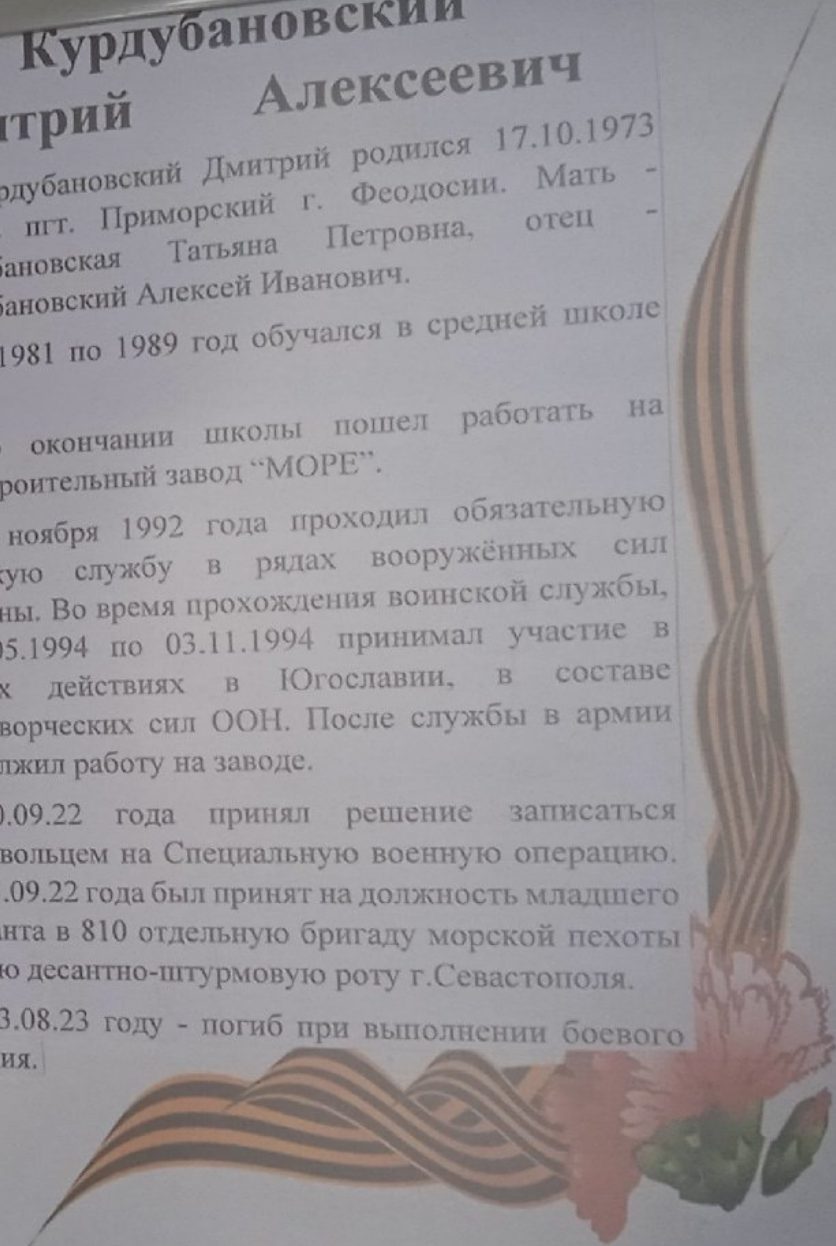 Курдубановский
итрий Алексеевич
рдубановский Дмитрий родился 17.10.1973
пгт. Приморский г. Феодосии. Мать -
бановская Татьяна Петровна, отец -
бановский Алексей Иванович.
1981 по 1989 год обучался в средней школе
окончании школы пошел работать на
роительный завод “МОРЕ”.
ноября 1992 года проходил обязательную
кую службу в рядах вооружённых сил
ны. Во время прохождения воинской службы,
05.1994 по 03.11.1994 принимал участие в
х действиях в Югославии, в составе
ворческих сил ООН. После службы в армии
лжил работу на заводе.
0.09.22 года принял решение записаться
вольцем на Специальную военную операцию.
.09.22 года был принят на должность младшего
нта в 810 отдельную бригаду морской пехоты
ю десантно-штурмовую роту г.Севастополя.
3.08.23 году - погиб при выполнении боевого
ия.